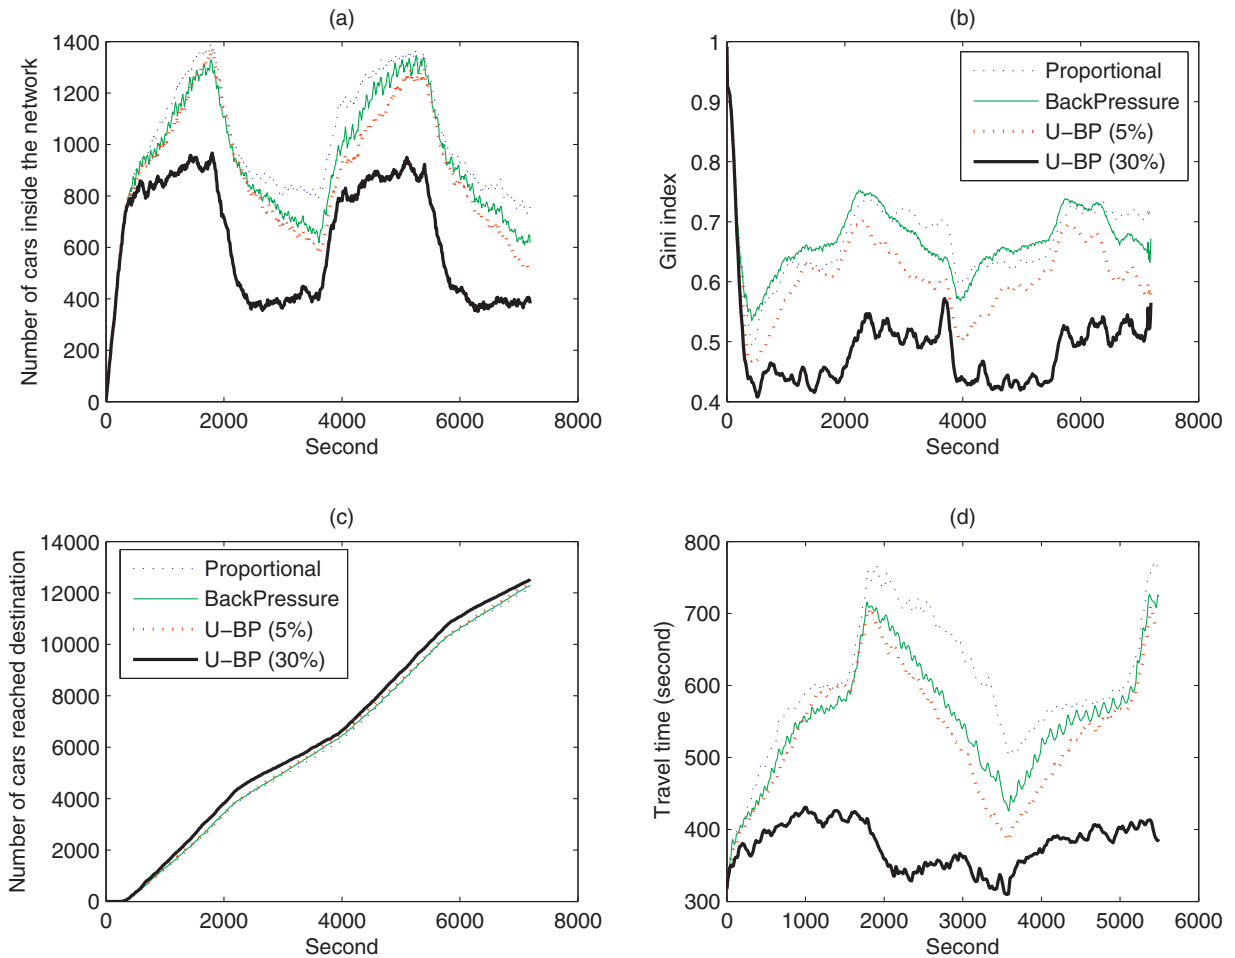 (a)
1400
1200
1000
800
600
400
200
0
0 2000 4000 6000 8000
Number of cars inside the network
Second
(b)
1
0.9
0.8
0.7
0.6
0.5
0.4
0 2000 4000 6000 8000
Gini index
Second
Proportional
BackPressure
U−BP (5%)
U−BP (30%)
(c)
14000
12000
10000
8000
6000
4000
2000
0
0 2000 4000 6000 8000
Number of cars reached destination
Second
Proportional
BackPressure
U−BP (5%)
U−BP (30%)
(d)
800
700
600
500
400
300
0 1000 2000 3000 4000 5000 6000
Travel time (second)
Second